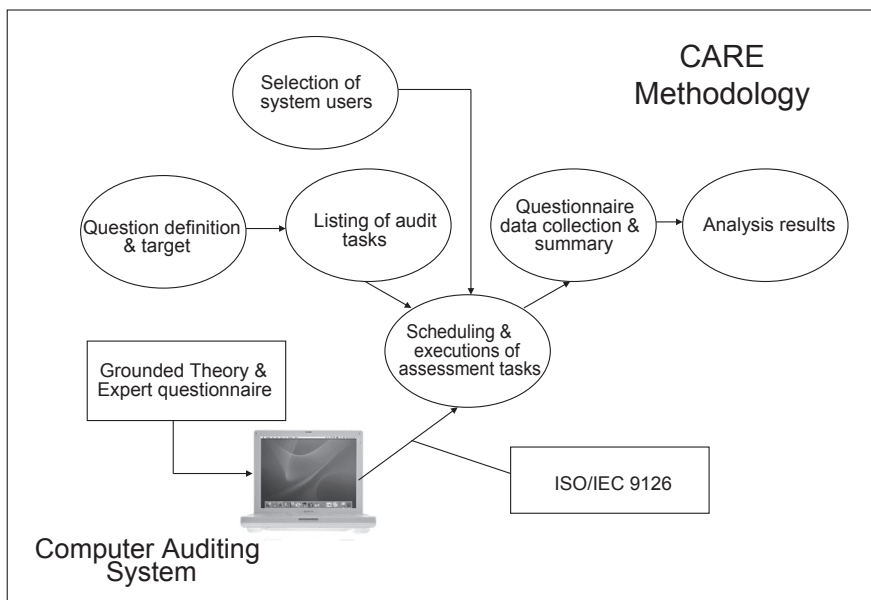 CARE
Methodology
Selection of
system users
Question definition
& target
Listing of audit
tasks
Questionnaire
data collection &
summary
Analysis results
Scheduling &
executions of
assessment tasks
Grounded Theory &
Expert questionnaire
ISO/IEC 9126
Computer Auditing
System